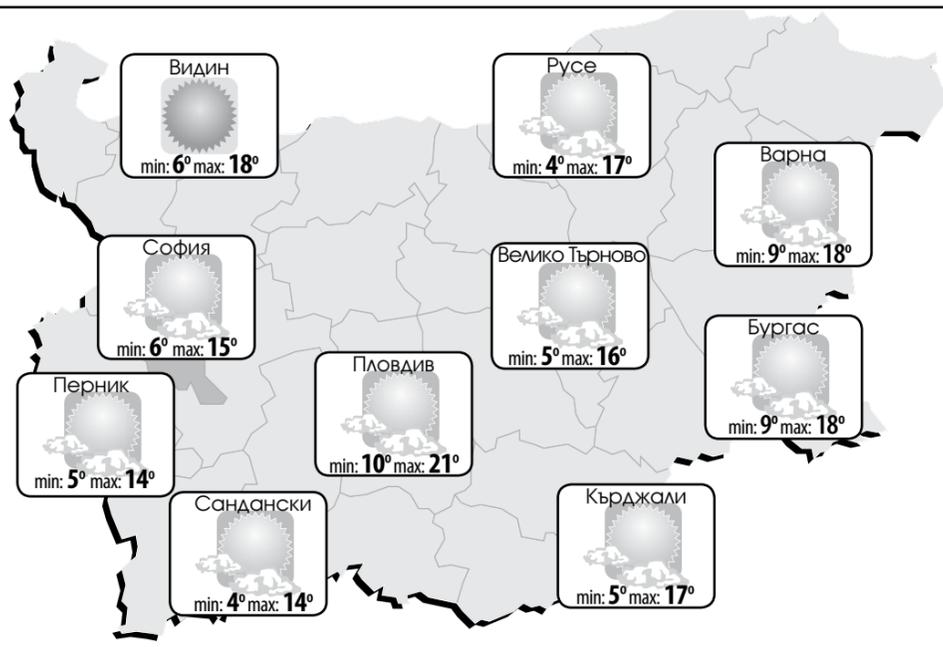 Видин
min: 6° max: 18°
Русе
min: 4° max: 17°
Варна
min: 9° max: 18°
София
min: 6° max: 15°
Велико Търново
min: 5° max: 16°
Бургас
min: 9° max: 18°
Пловдив
min: 10° max: 21°
Перник
min: 5° max: 14°
Сандански
min: 4° max: 14°
Кърджали
min: 5° max: 17°